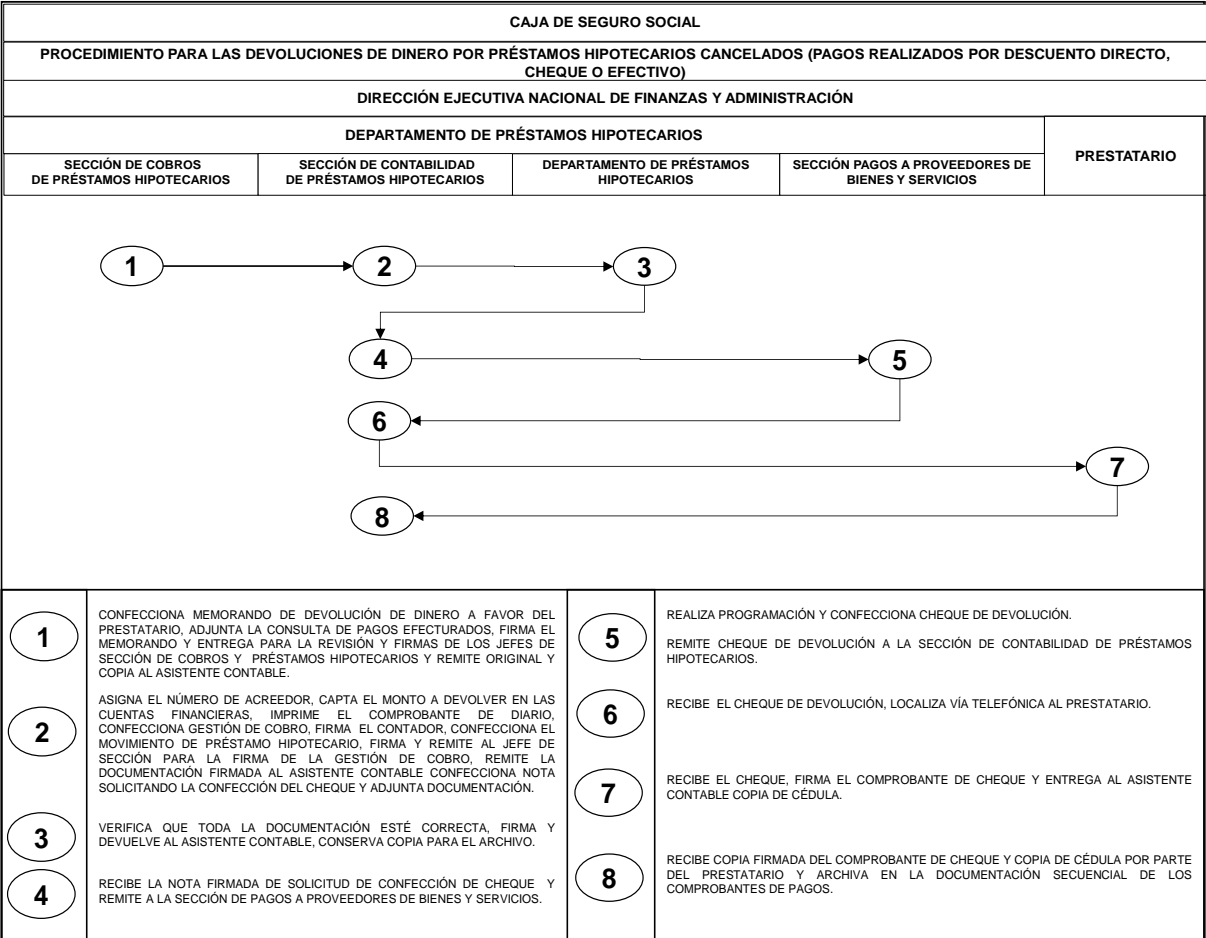 CAJA DE SEGURO SOCIAL
PROCEDIMIENTO PARA LAS DEVOLUCIONES DE DINERO POR PRÉSTAMOS HIPOTECARIOS CANCELADOS (PAGOS REALIZADOS POR DESCUENTO DIRECTO,
CHEQUE O EFECTIVO)
DIRECCIÓN EJECUTIVA NACIONAL DE FINANZAS Y ADMINISTRACIÓN
DEPARTAMENTO DE PRÉSTAMOS HIPOTECARIOS
PRESTATARIO
SECCIÓN DE COBROS
DE PRÉSTAMOS HIPOTECARIOS
SECCIÓN DE CONTABILIDAD
DE PRÉSTAMOS HIPOTECARIOS
DEPARTAMENTO DE PRÉSTAMOS
HIPOTECARIOS
SECCIÓN PAGOS A PROVEEDORES DE
BIENES Y SERVICIOS
1
2
3
4
5
6
7
8
1
CONFECCIONA MEMORANDO DE DEVOLUCIÓN DE DINERO A FAVOR DEL
PRESTATARIO, ADJUNTA LA CONSULTA DE PAGOS EFECTURADOS, FIRMA EL
MEMORANDO Y ENTREGA PARA LA REVISIÓN Y FIRMAS DE LOS JEFES DE
SECCIÓN DE COBROS Y PRÉSTAMOS HIPOTECARIOS Y REMITE ORIGINAL Y
COPIA AL ASISTENTE CONTABLE.
2
ASIGNA EL NÚMERO DE ACREEDOR, CAPTA EL MONTO A DEVOLVER EN LAS
CUENTAS FINANCIERAS, IMPRIME EL COMPROBANTE DE DIARIO,
CONFECCIONA GESTIÓN DE COBRO, FIRMA EL CONTADOR, CONFECCIONA EL
MOVIMIENTO DE PRÉSTAMO HIPOTECARIO, FIRMA Y REMITE AL JEFE DE
SECCIÓN PARA LA FIRMA DE LA GESTIÓN DE COBRO, REMITE LA
DOCUMENTACIÓN FIRMADA AL ASISTENTE CONTABLE CONFECCIONA NOTA
SOLICITANDO LA CONFECCIÓN DEL CHEQUE Y ADJUNTA DOCUMENTACIÓN.
3
VERIFICA QUE TODA LA DOCUMENTACIÓN ESTÉ CORRECTA, FIRMA Y
DEVUELVE AL ASISTENTE CONTABLE, CONSERVA COPIA PARA EL ARCHIVO.
4
RECIBE LA NOTA FIRMADA DE SOLICITUD DE CONFECCIÓN DE CHEQUE Y
REMITE A LA SECCIÓN DE PAGOS A PROVEEDORES DE BIENES Y SERVICIOS.
5
REALIZA PROGRAMACIÓN Y CONFECCIONA CHEQUE DE DEVOLUCIÓN.
REMITE CHEQUE DE DEVOLUCIÓN A LA SECCIÓN DE CONTABILIDAD DE PRÉSTAMOS
HIPOTECARIOS.
6
RECIBE EL CHEQUE DE DEVOLUCIÓN, LOCALIZA VÍA TELEFÓNICA AL PRESTATARIO.
7
RECIBE EL CHEQUE, FIRMA EL COMPROBANTE DE CHEQUE Y ENTREGA AL ASISTENTE
CONTABLE COPIA DE CÉDULA.
8
RECIBE COPIA FIRMADA DEL COMPROBANTE DE CHEQUE Y COPIA DE CÉDULA POR PARTE
DEL PRESTATARIO Y ARCHIVA EN LA DOCUMENTACIÓN SECUENCIAL DE LOS
COMPROBANTES DE PAGOS.